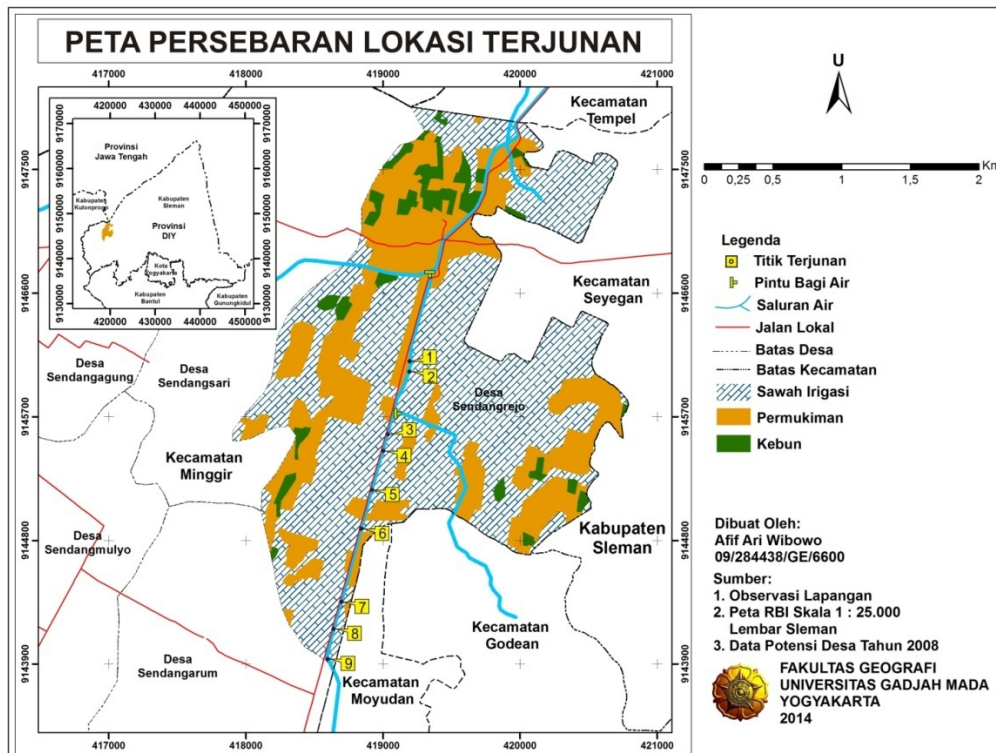 PETA PERSEBARAN LOKASI TERJUNAN
417000 418000 419000 420000 421000
9147500
9146600
9145700
9144800
9143900
420000 430000 440000 450000
9170000
9160000
9150000
9140000
9130000
Provinsi
Jawa Tengah
Kabupaten
Kulonprogo
Kabupaten
Sleman
Provinsi
DIY
Kota
Yogyakarta
Kabupaten
Bantul
Kabupaten
Gunungkidul
9170000
9160000
9150000
9140000
9130000
420000 430000 440000 450000
Kecamatan
Tempel
Kecamatan
Seyegan
Desa
Sendangagung
Desa
Sendangsari
Desa
Sendangrejo
Kecamatan
Minggir
Desa
Sendangmulyo
Kabupaten
Sleman
Kecamatan
Godean
Desa
Sendangarum
Kecamatan
Moyudan
1
2
3
4
5
6
7
8
9
9147500
9146600
9145700
9144800
9143900
417000 418000 419000 420000 421000
U
Km
0 0,25 0,5 1 1,5 2
Legenda
Titik Terjunan
Pintu Bagi Air
Saluran Air
Jalan Lokal
Batas Desa
Batas Kecamatan
Sawah Irigasi
Permukiman
Kebun
Dibuat Oleh:
Afif Ari Wibowo
09/284438/GE/6600
Sumber:
1. Observasi Lapangan
2. Peta RBI Skala 1 : 25.000
Lembar Sleman
3. Data Potensi Desa Tahun 2008
FAKULTAS GEOGRAFI
UNIVERSITAS GADJAH MADA
YOGYAKARTA
2014